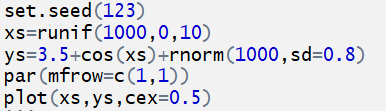 set.seed(123)
xs=runif(1000,0,10)
ys=3.5+cos(xs)+rnorm(1000,sd=0.8)
par(mfrow=c(1,1))
plot(xs,ys,cex=0.5)